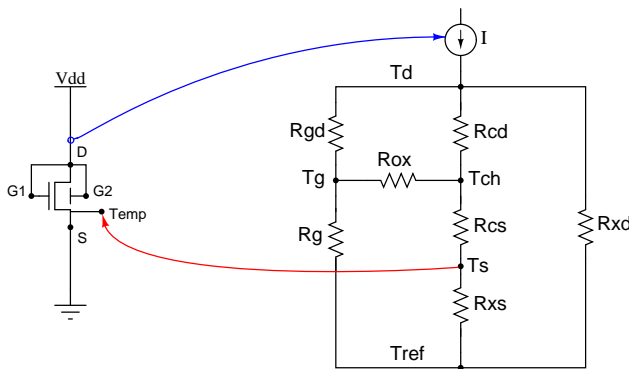 I
Vdd
Td
Rgd
Rcd
D
Rox
Tg
Tch
G1
G2
Temp
S
Rg
Rcs
Rxd
Ts
Rxs
Tref